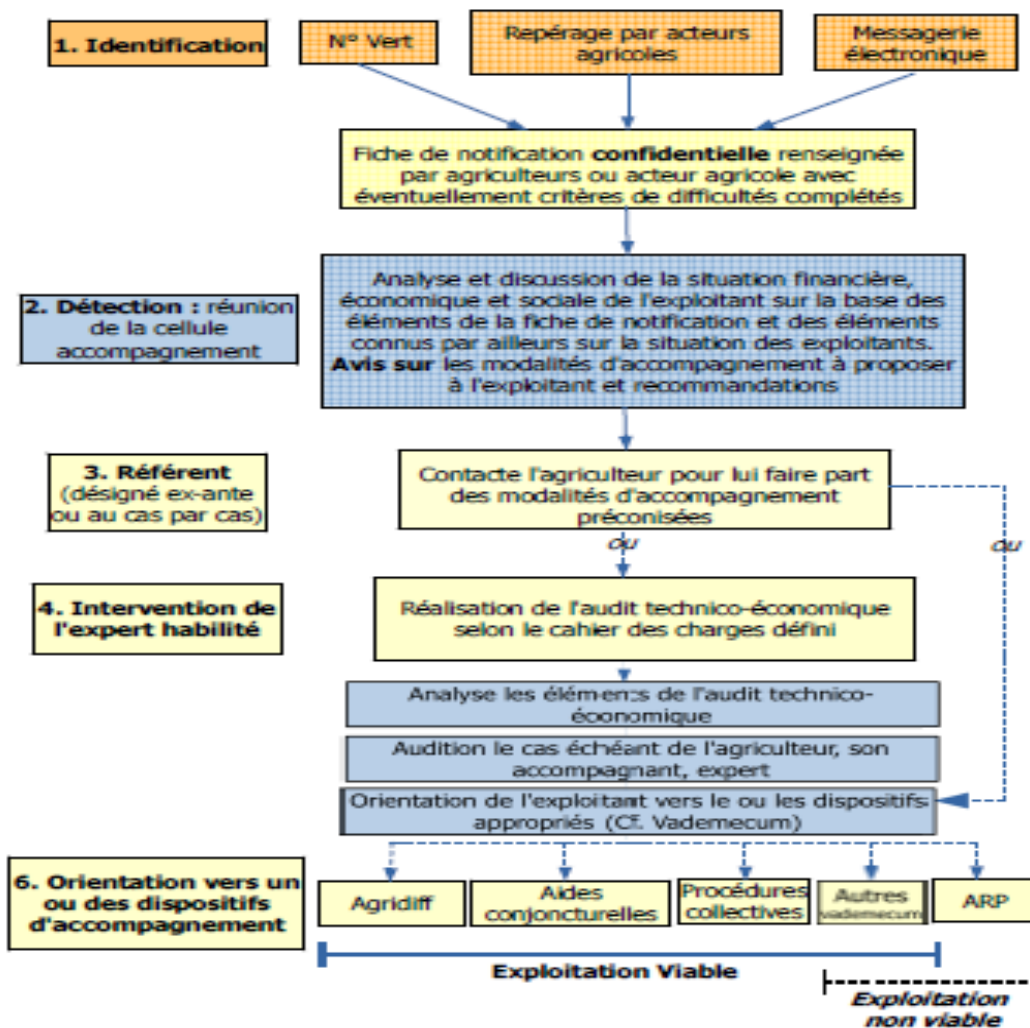 1. Identification
N° Vert
Repérage par acteurs
agricoles
Messagerie
électronique
Fiche de notification confidentielle renseignée
par agriculteurs ou acteur agricole avec
éventuellement critères de difficultés complétés
2. Détection : réunion
de la cellule
accompagnement
Analyse et discussion de la situation financière,
économique et sociale de l'exploitant sur la base des
éléments de la fiche de notification et des éléments
connus par ailleurs sur la situation des exploitants.
Avis sur les modalités d'accompagnement à proposer
à l'exploitant et recommandations
3. Référent
(désigné ex-ante
ou au cas par cas)
Contacte l'agriculteur pour lui faire part
des modalités d'accompagnement
préconisées
ou
ou
4. Intervention de
l'expert habilité
Réalisation de l'audit technico-économique
selon le cahier des charges défini
Analyse les éléments de l'audit technico-
économique
Audition le cas échéant de l'agriculteur, son
accompagnant, expert
Orientation de l'exploitant vers le ou les dispositifs
appropriés (Cf. Vademecum)
6. Orientation vers un
ou des dispositifs
d'accompagnement
Agridiff
Aides
conjoncturelles
Procédures
collectives
Autres
vademecum
ARP
Exploitation Viable
Exploitation
non viable